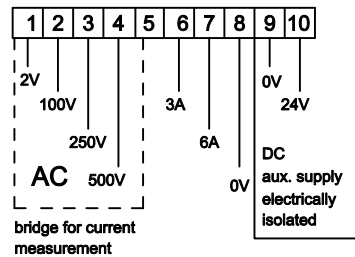 1 2 3 4 5 6 7 8 9 10
2V
0V
100V
3A
24V
250V
6A
AC
500V
0V
DC
aux. supply
electrically
isolated
bridge for current
measurement